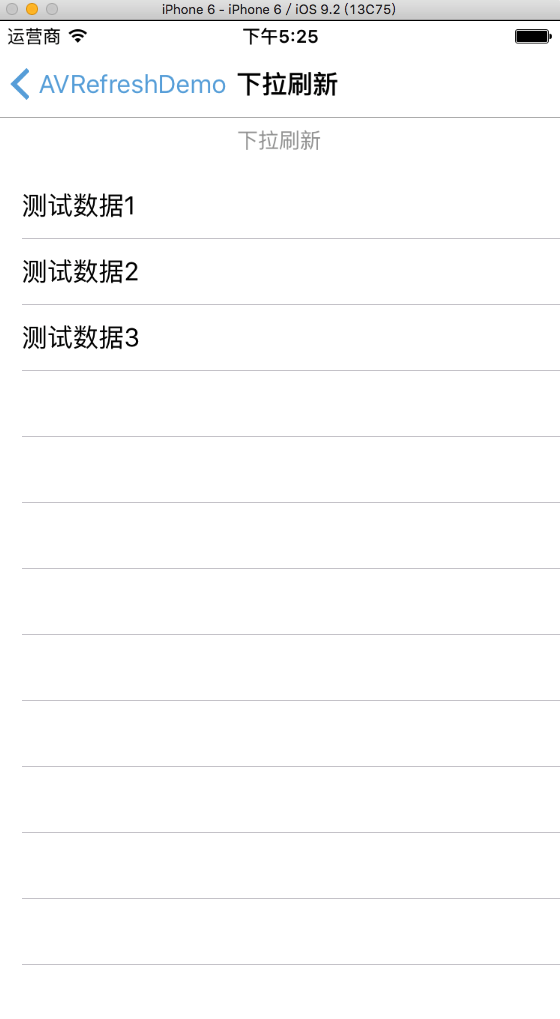 iPhone 6 - iPhone 6 / iOS 9.2 (13C75)
运营商 下午5:25
AVRefreshDemo 下拉刷新
下拉刷新
测试数据1
测试数据2
测试数据3